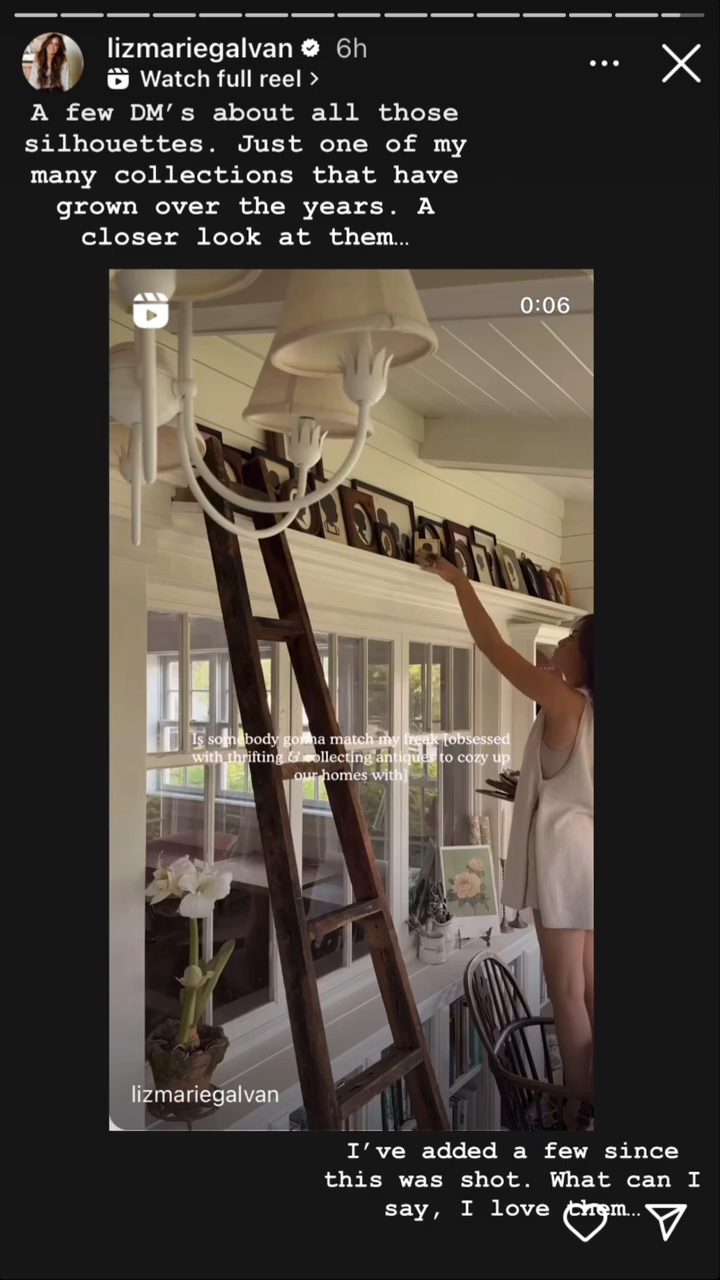 lizmariegalvan 6h
Watch full reel >
A few DM’s about all those
silhouettes. Just one of my
many collections that have
grown over the years. A
closer look at them…
0:06
Is somebody gonna match my freak [obsessed
with thrifting & collecting antiques to cozy up
our homes with]
lizmariegalvan
I’ve added a few since
this was shot. What can I
say, I love them…